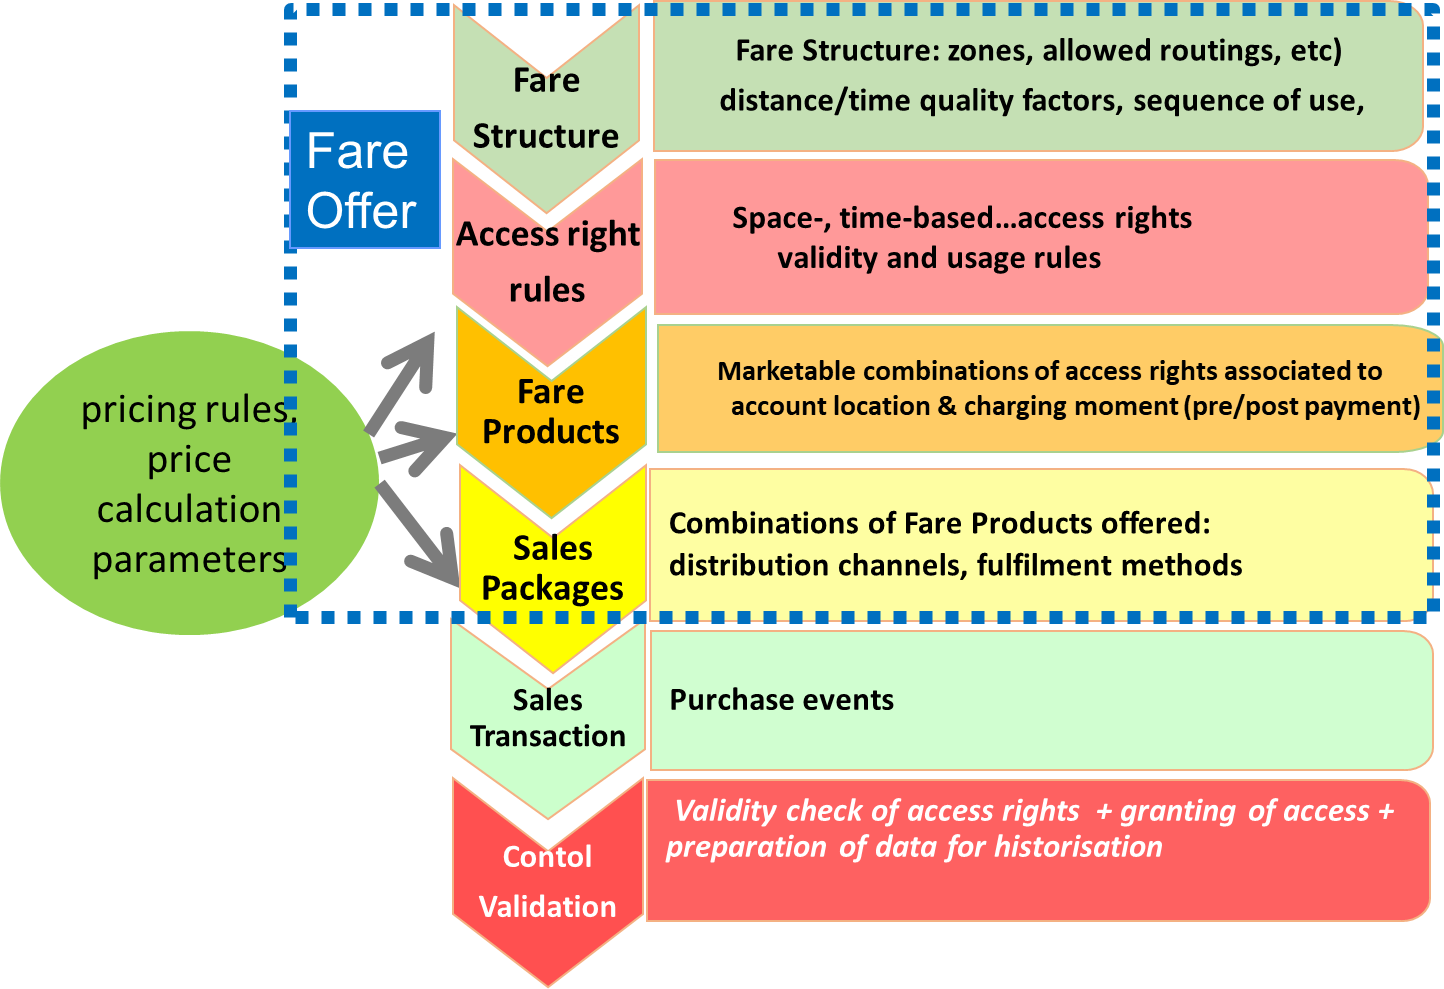 Fare
Structure
Fare Structure: zones, allowed routings, etc)
distance/time quality factors, sequence of use,
Fare
Offer
Access right
rules
Space-, time-based...access rights
validity and usage rules
pricing rules,
price
calculation
parameters
Fare
Products
Marketable combinations of access rights associated to
account location & charging moment (pre/post payment)
Sales
Packages
Combinations of Fare Products offered:
distribution channels, fulfilment methods
Sales
Transaction
Purchase events
Contol
Validation
Validity check of access rights + granting of access +
preparation of data for historisation